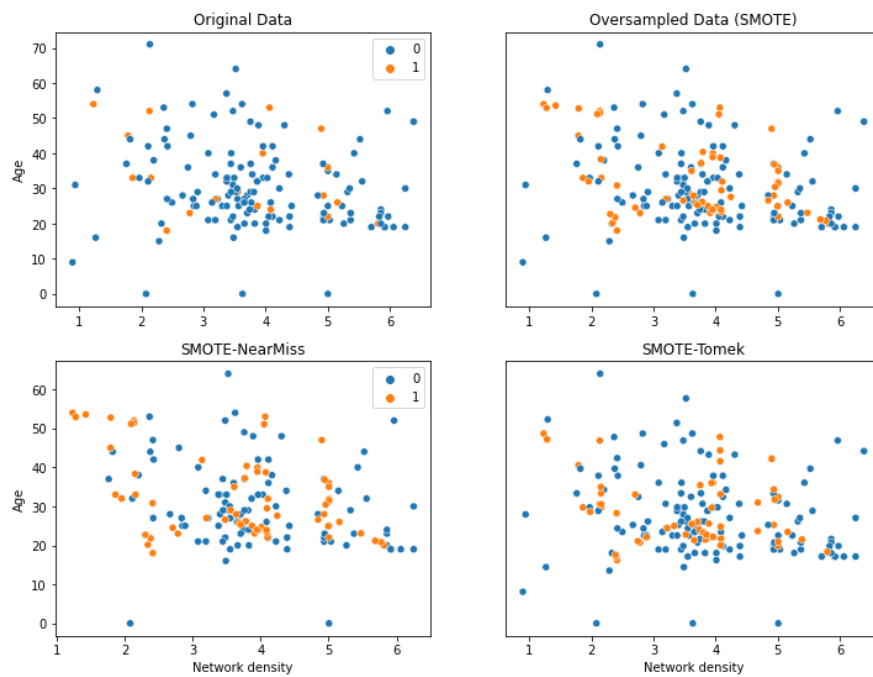 Original Data
Oversampled Data (SMOTE)
0
1
Age
70
60
50
40
30
20
10
0
1 2 3 4 5 6
1 2 3 4 5 6
SMOTE-NearMiss
SMOTE-Tomek
0
1
Age
60
50
40
30
20
10
0
1 2 3 4 5 6
1 2 3 4 5 6
Network density
Network density